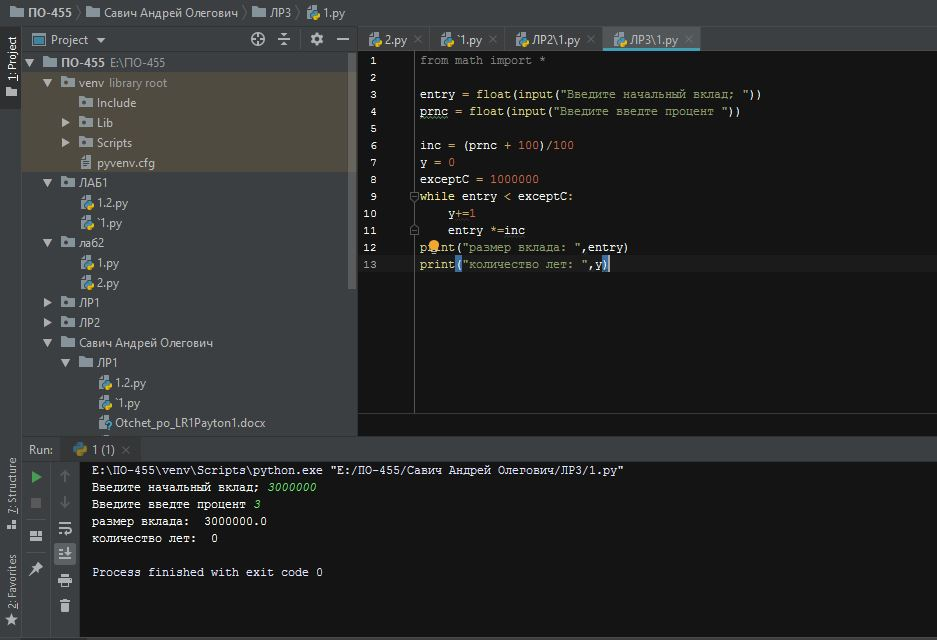 ПО-455 Савич Андрей Олегович ЛР3 1.py
1: Project
Project
2.py `1.py ЛР2\1.py ЛР3\1.py
ПО-455 E:\ПО-455
venv library root
Include
Lib
Scripts
pyvenv.cfg
ЛАБ1
1.2.py
`1.py
лаб2
1.py
2.py
ЛР1
ЛР2
Савич Андрей Олегович
ЛР1
1.2.py
`1.py
Otchet_po_LR1Payton1.docx
1 from math import *
2
3 entry = float(input("Введите начальный вклад; "))
4 prnc = float(input("Введите введте процент "))
5
6 inc = (prnc + 100)/100
7 y = 0
8 exceptC = 1000000
9 while entry < exceptC:
10 y+=1
11 entry *=inc
12 print("размер вклада: ",entry)
13 print("количество лет: ",y)
Run: 1 (1)
7: Structure
2: Favorites
E:\ПО-455\venv\Scripts\python.exe "E:/ПО-455/Савич Андрей Олегович/ЛР3/1.py"
Введите начальный вклад; 3000000
Введите введте процент 3
размер вклада:  3000000.0
количество лет:  0
Process finished with exit code 0